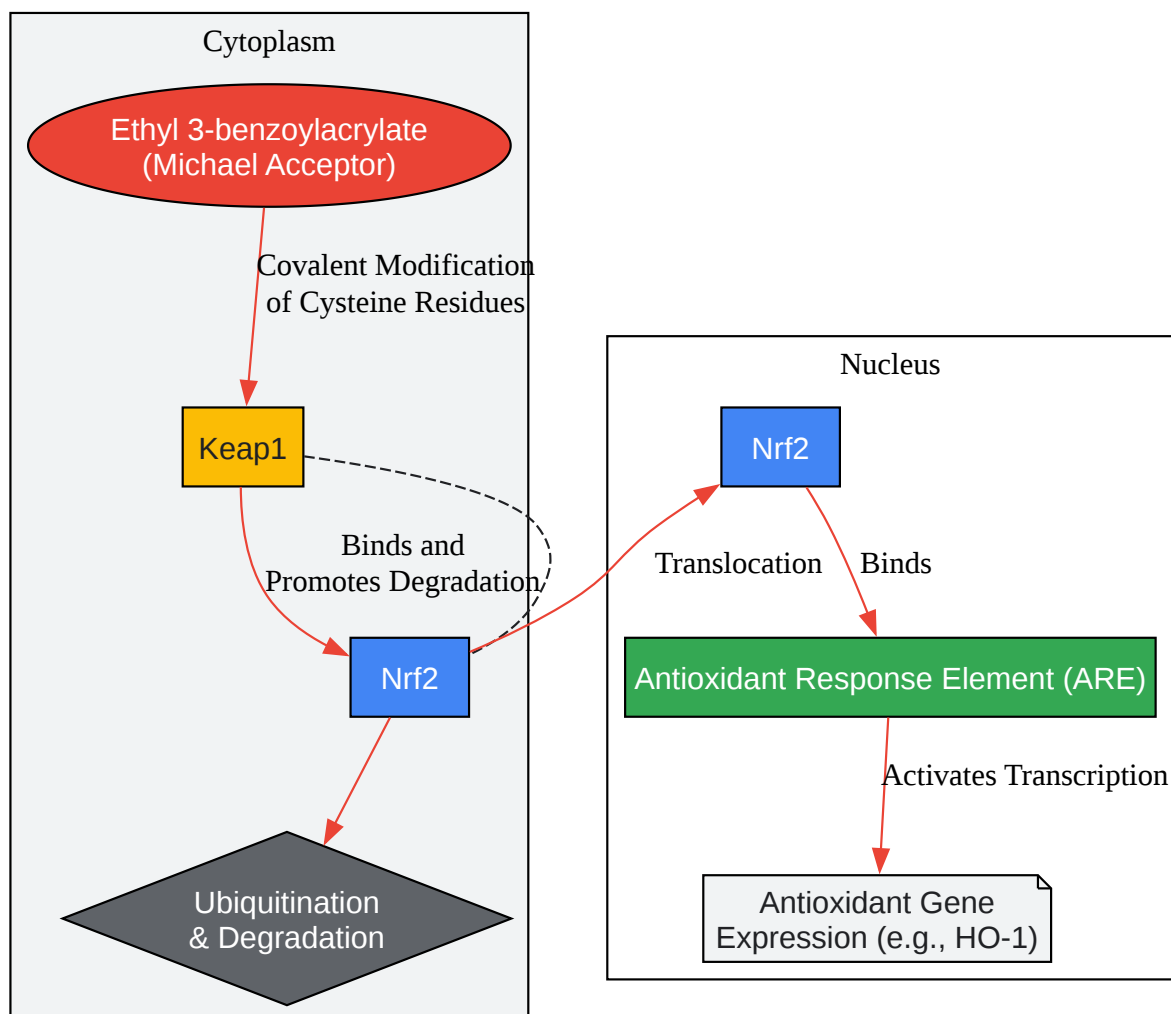 Cytoplasm
Ethyl 3-benzoylacrylate
(Michael Acceptor)
Covalent Modification
of Cysteine Residues
Keap1
Binds and
Promotes Degradation
Nrf2
Ubiquitination
& Degradation
Nucleus
Nrf2
Translocation
Binds
Antioxidant Response Element (ARE)
Activates Transcription
Antioxidant Gene
Expression (e.g., HO-1)